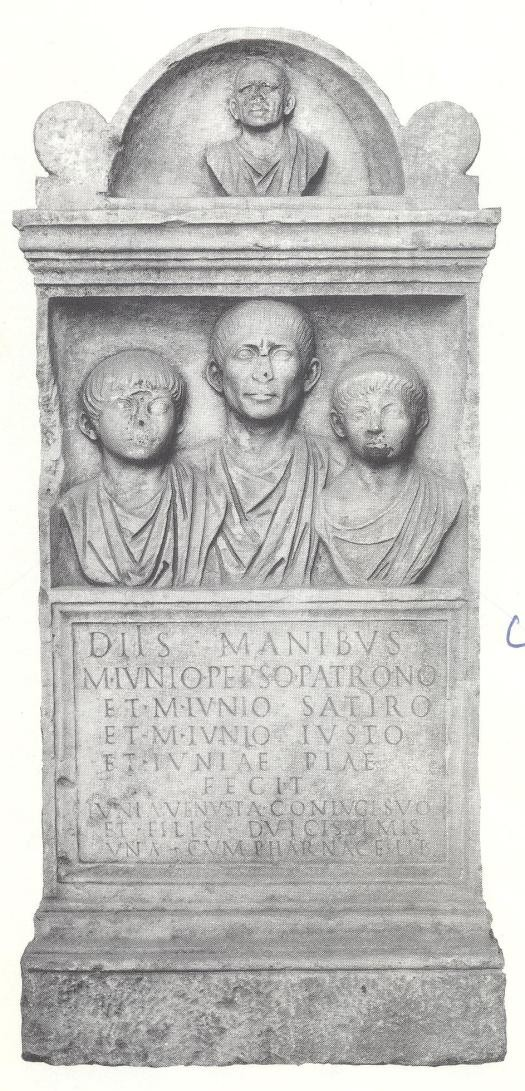 DIIS · MANIBVS
M·IVNIO·PERSO·PATRONO
ET·M·IVNIO SATIRO
ET·M·IVNIO IVSTO
ET·IVNIAE PIAE
FECIT
IVNIA VENVSTA·CONIVGI SVO
ET·FILIS · DVLCISSIMIS
VNA · CVM PHARNACE LIB